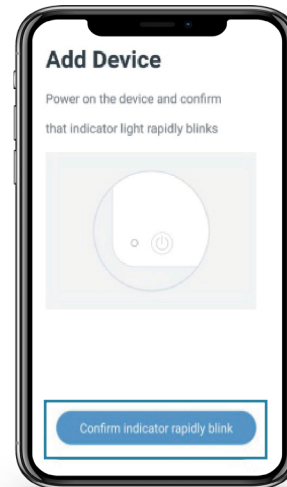 Add Device
Power on the device and confirm
that indicator light rapidly blinks
Confirm indicator rapidly blink